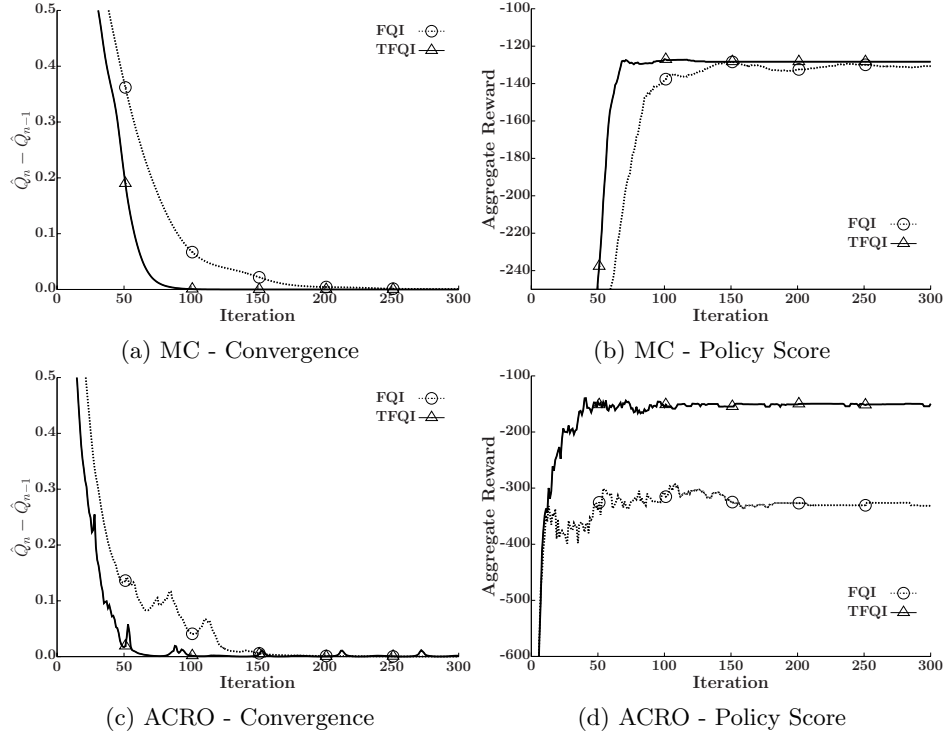 0.5
0.4
0.3
0.2
0.1
0.0
0 50 100 150 200 250 300
Q̂ₙ − Q̂ₙ₋₁
Iteration
FQI
TFQI
(a) MC - Convergence
-100
-120
-140
-160
-180
-200
-220
-240
0 50 100 150 200 250 300
Aggregate Reward
Iteration
FQI
TFQI
(b) MC - Policy Score
0.5
0.4
0.3
0.2
0.1
0.0
0 50 100 150 200 250 300
Q̂ₙ − Q̂ₙ₋₁
Iteration
FQI
TFQI
(c) ACRO - Convergence
-100
-200
-300
-400
-500
-600
0 50 100 150 200 250 300
Aggregate Reward
Iteration
FQI
TFQI
(d) ACRO - Policy Score